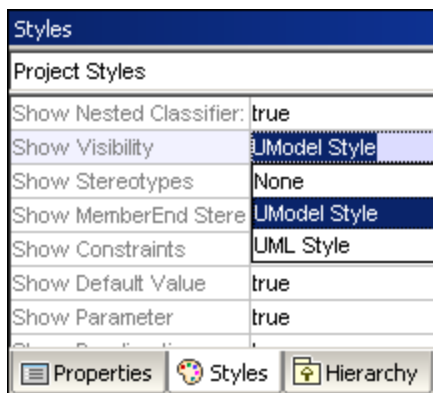 Styles
Project Styles
Show Nested Classifier: true
Show Visibility UModel Style
Show Stereotypes None
Show MemberEnd Stere UModel Style
Show Constraints UML Style
Show Default Value true
Show Parameter true
Properties Styles Hierarchy